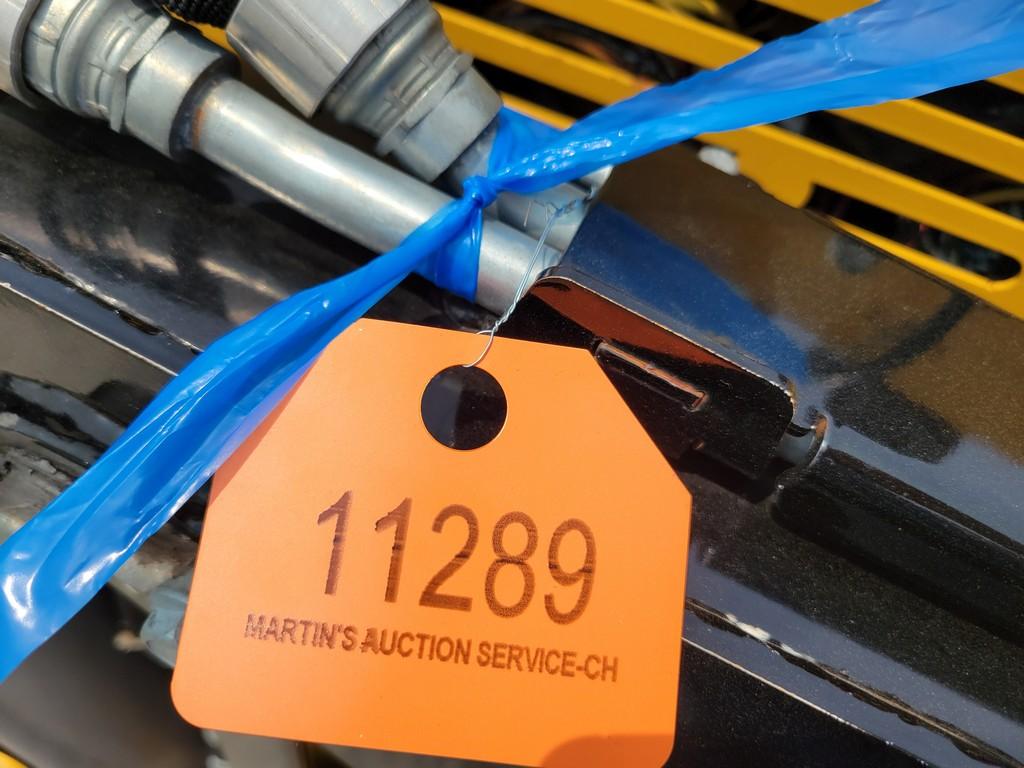 11289
MARTIN'S AUCTION SERVICE-CH